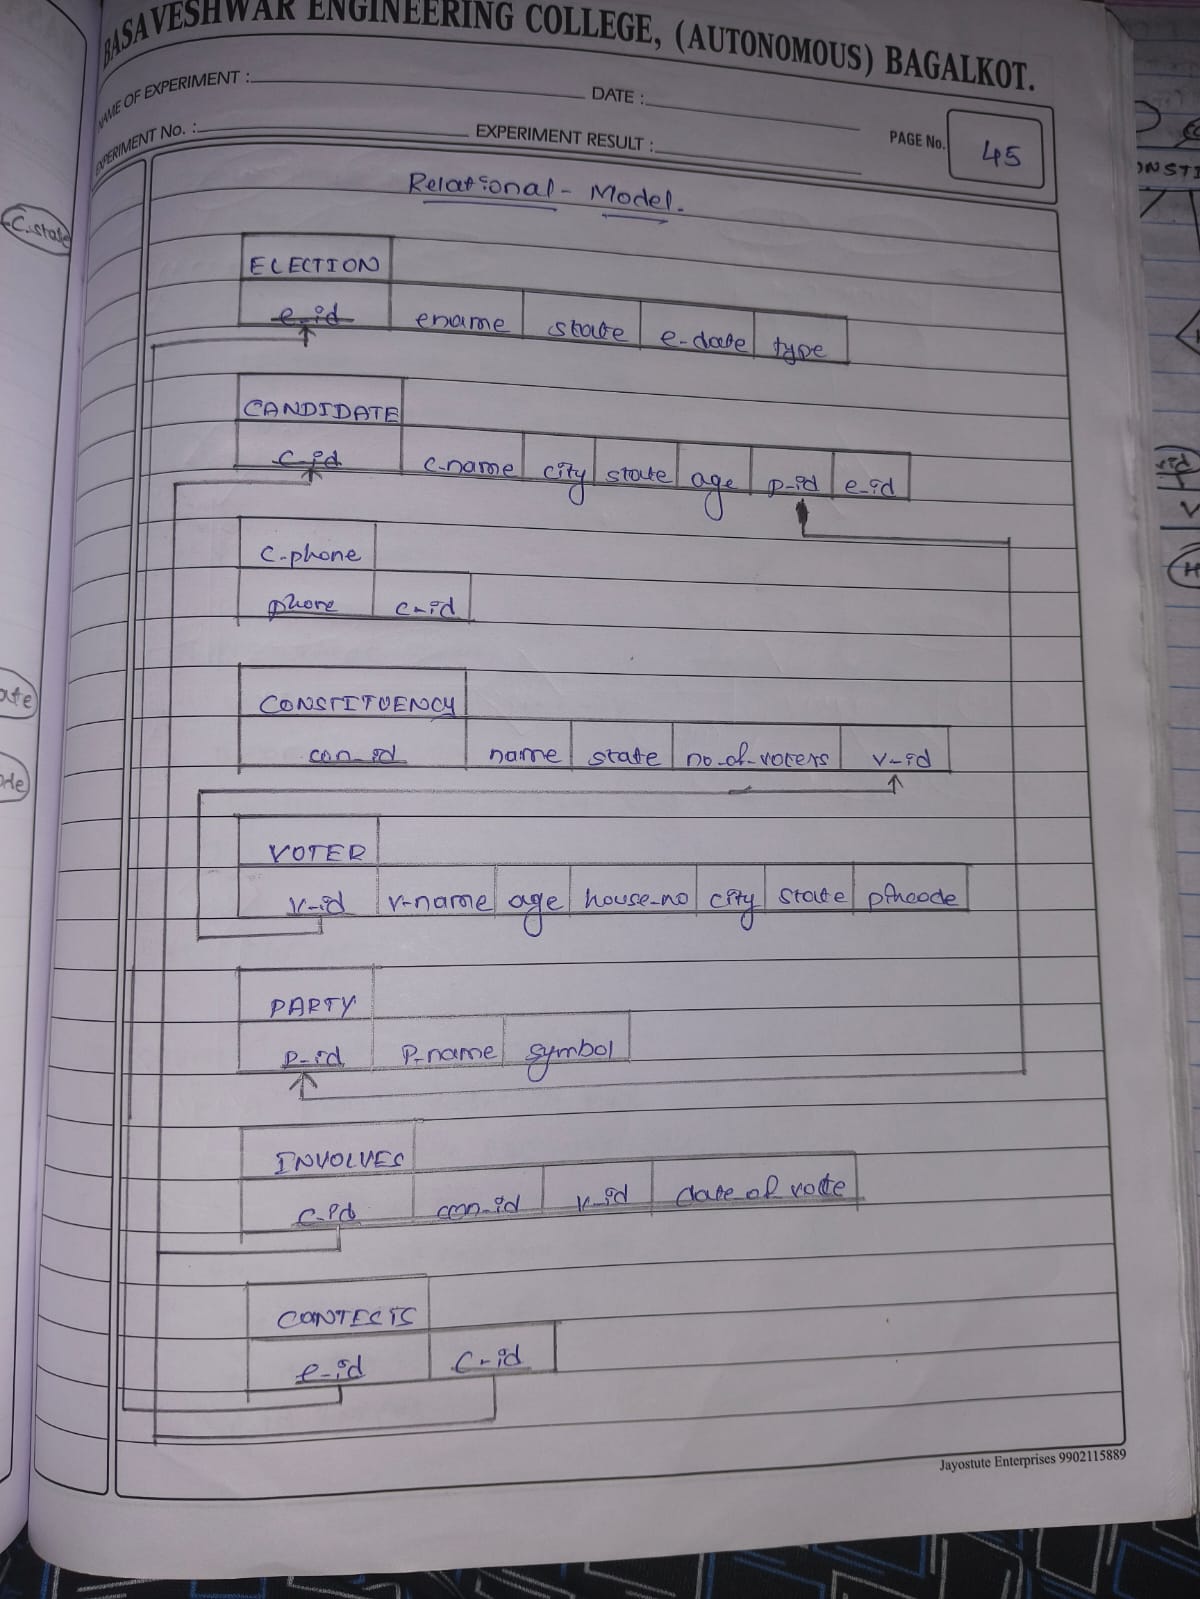 BASAVESHWAR ENGINEERING COLLEGE, (AUTONOMOUS) BAGALKOT.
NAME OF EXPERIMENT :
DATE :
EXPERIMENT No. :
EXPERIMENT RESULT :
PAGE No. 45
Relational - Model.
ELECTION
e-id ename state e-date type
CANDIDATE
c-id c-name city state age p-id e-id
c-phone
phone c-id
CONSTITUENCY
con-id name state no-of-voters v-id
VOTER
v-id v-name age house-no city state pincode
PARTY
p-id P-name symbol
INVOLVES
c-id con-id v-id date of vote
CONTESTS
e-id c-id
Jayostute Enterprises 9902115889
C.state